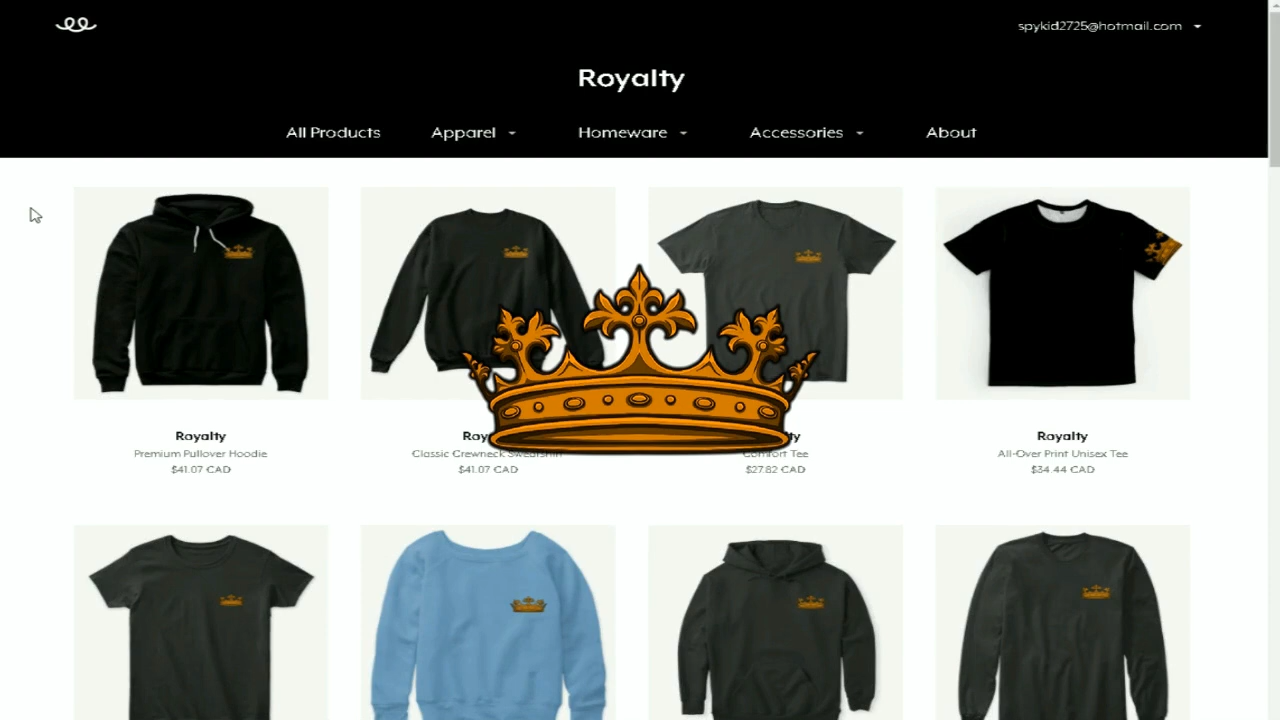 spykid2725@hotmail.com
Royalty
All Products Apparel Homeware Accessories About
Royalty
Premium Pullover Hoodie
$41.07 CAD
Classic Crewneck Sweatshirt
$41.07 CAD
Comfort Tee
$27.82 CAD
Royalty
All-Over Print Unisex Tee
$34.44 CAD